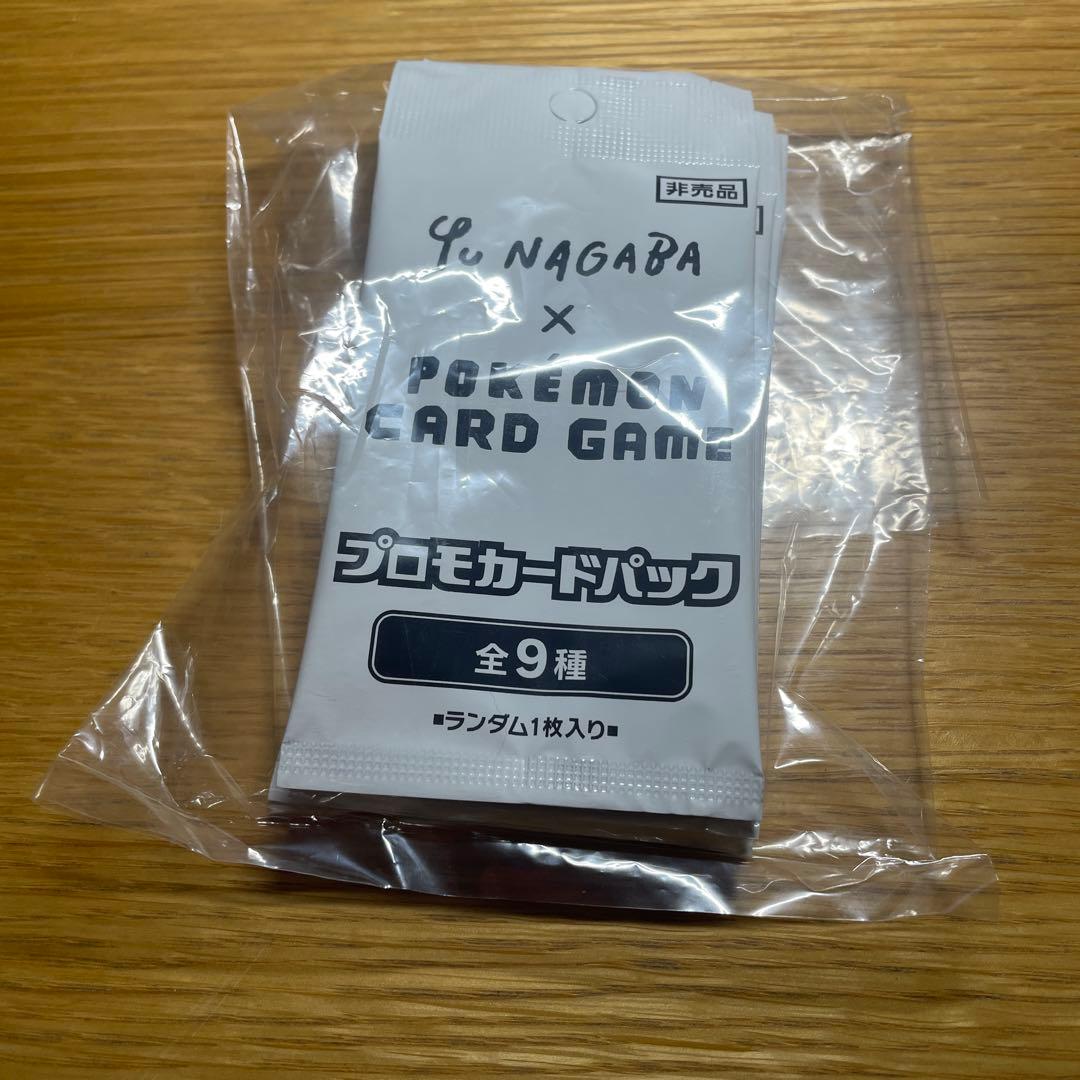 非売品
Yu NAGABA
×
POKÉMON
CARD GAME
プロモカードパック
全9種
■ランダム1枚入り■